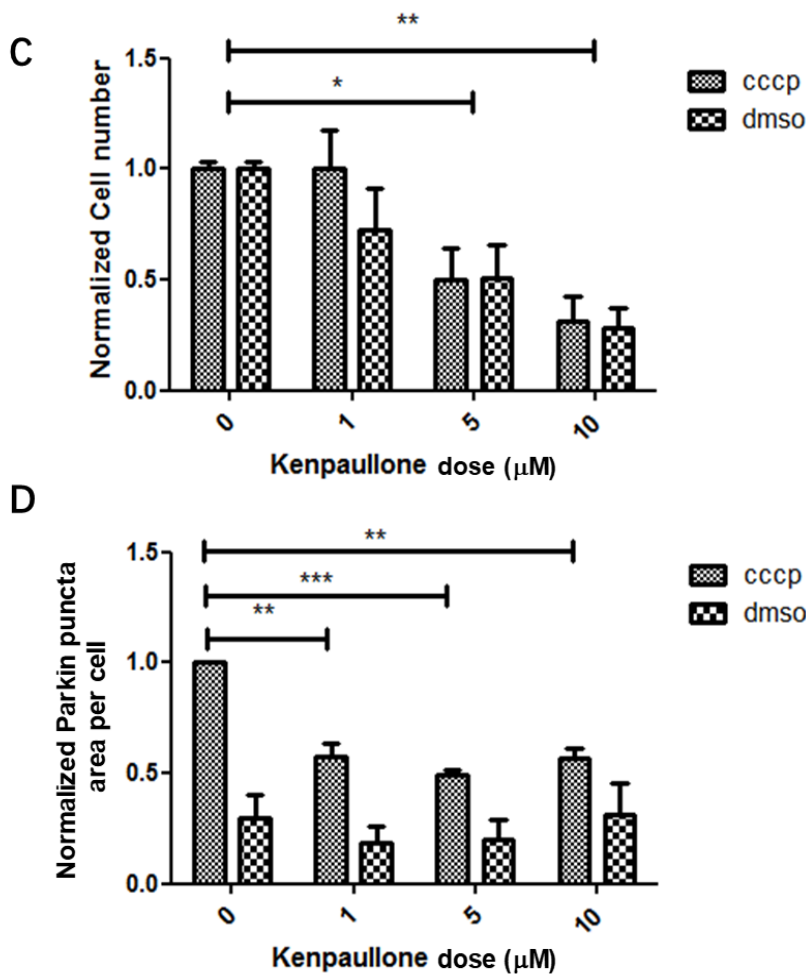 C
**
*
1.5
1.0
0.5
0.0
Normalized Cell number
cccp
dmso
0 1 5 10
Kenpaullone dose (μM)
D
**
***
**
1.5
1.0
0.5
0.0
Normalized Parkin puncta
area per cell
cccp
dmso
0 1 5 10
Kenpaullone dose (μM)